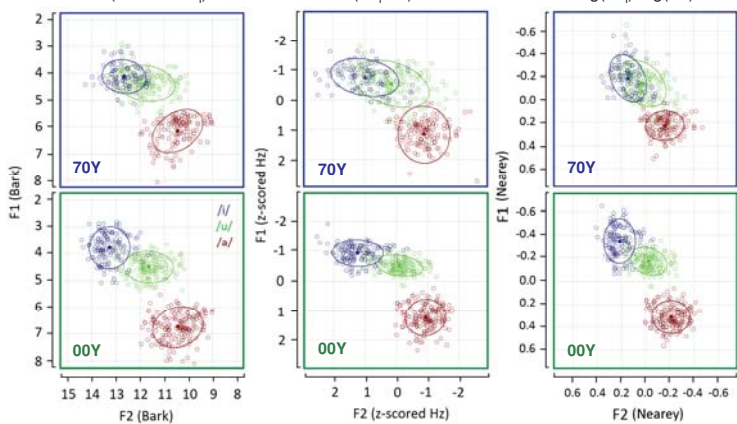 2
3
4
5
6
7
8
70Y
2
3
4
5
6
7
8
/i/
/u/
/a/
00Y
F1 (Bark)
15 14 13 12 11 10 9 8 7
F2 (Bark)
-2
-1
0
1
2
70Y
-2
-1
0
1
2
00Y
F1 (z-scored Hz)
2 1 0 -1 -2
F2 (z-scored Hz)
-0.6
-0.4
-0.2
0.0
0.2
0.4
0.6
70Y
-0.6
-0.4
-0.2
-0.0
0.2
0.4
0.6
00Y
F1 (Nearey)
0.6 0.4 0.2 0.0 -0.2 -0.4 -0.6
F2 (Nearey)